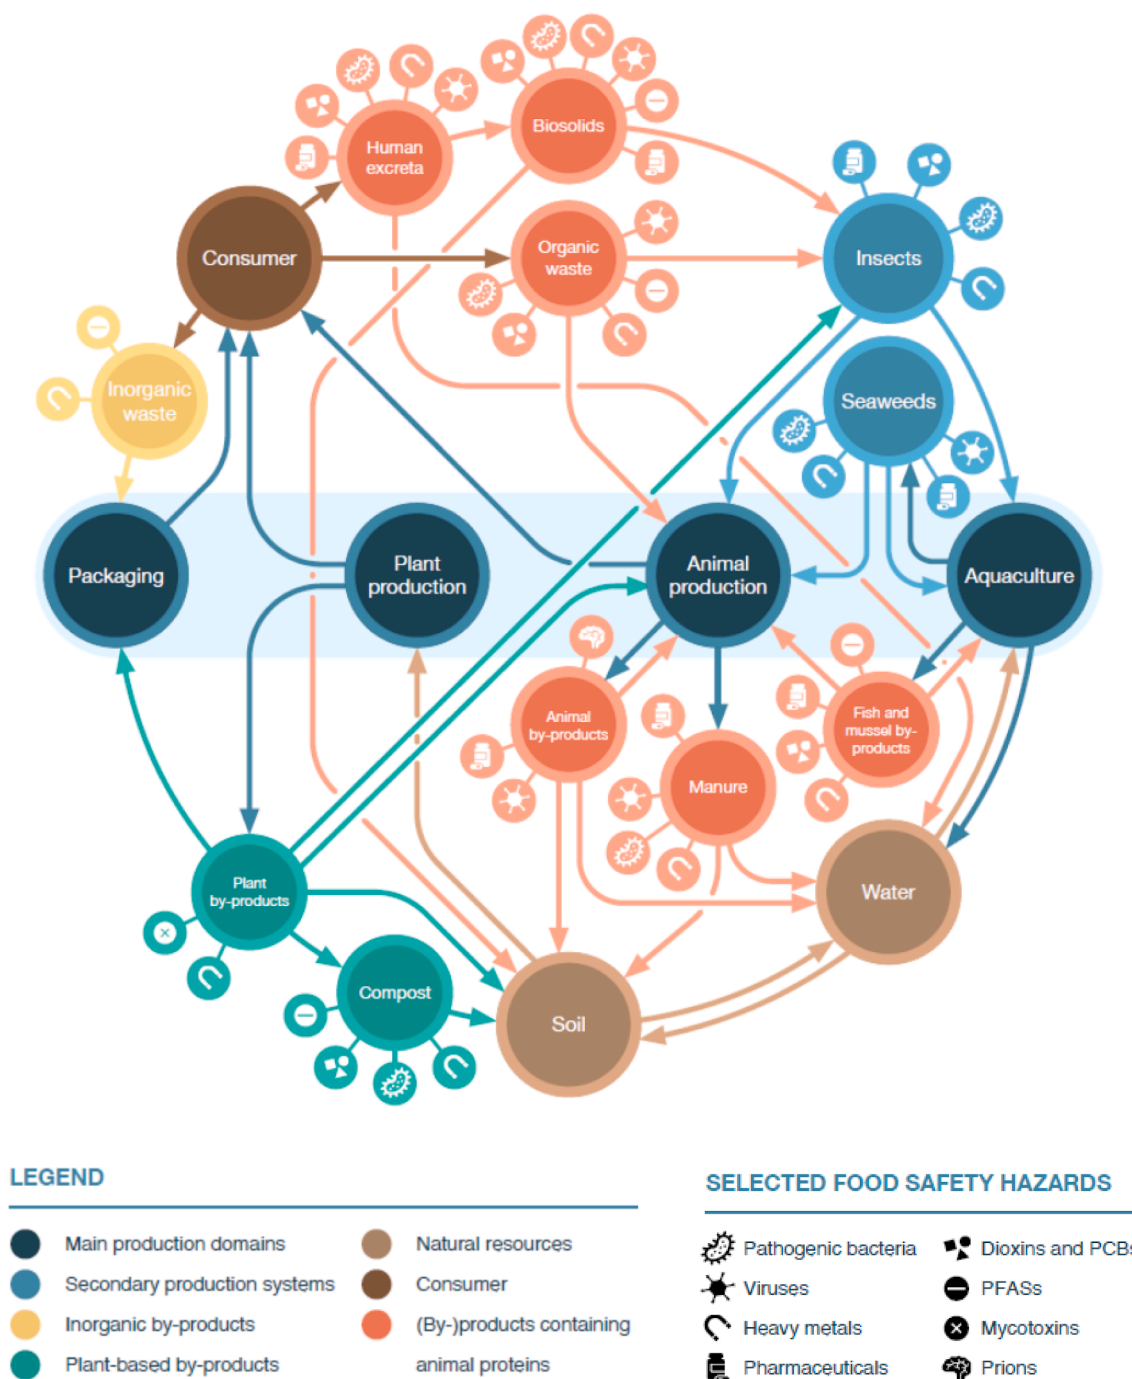 Biosolids
Human
excreta
Consumer
Organic
waste
Insects
Inorganic
waste
Seaweeds
Packaging
Plant
production
Animal
production
Aquaculture
Animal
by-products
Fish and
mussel by-
products
Manure
Plant
by-products
Water
Compost
Soil
LEGEND
Main production domains
Secondary production systems
Inorganic by-products
Plant-based by-products
Natural resources
Consumer
(By-)products containing
animal proteins
SELECTED FOOD SAFETY HAZARDS
Pathogenic bacteria
Viruses
Heavy metals
Pharmaceuticals
Dioxins and PCBs
PFASs
Mycotoxins
Prions